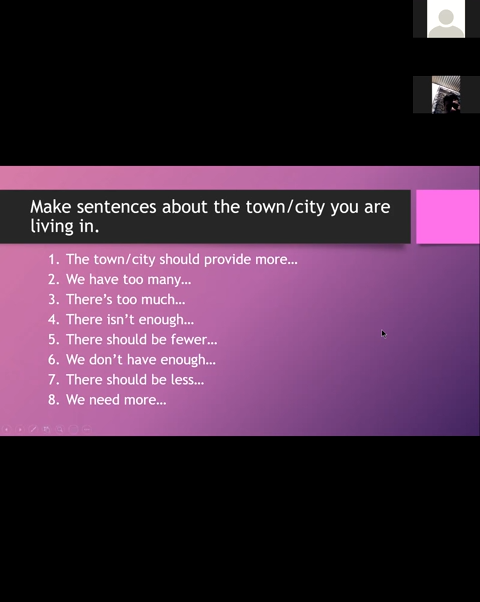 Make sentences about the town/city you are
living in.
1. The town/city should provide more…
2. We have too many…
3. There's too much…
4. There isn't enough…
5. There should be fewer…
6. We don't have enough…
7. There should be less…
8. We need more…